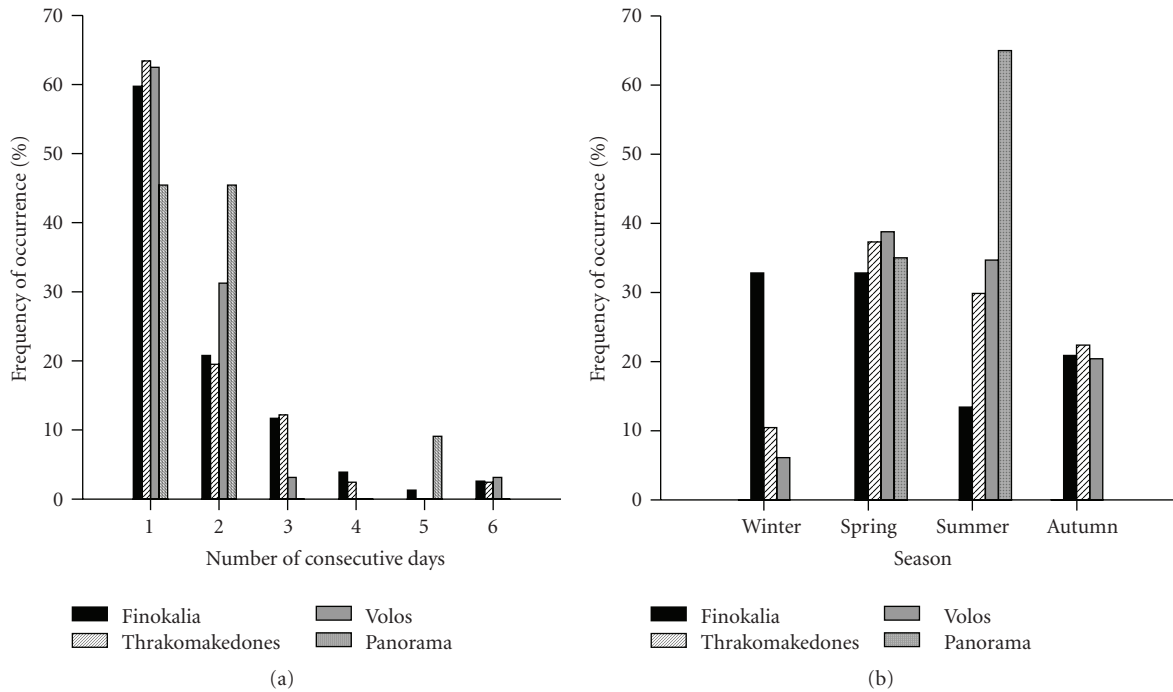 70
60
50
40
30
20
10
0
Frequency of occurrence (%)
1 2 3 4 5 6
Number of consecutive days
Finokalia
Thrakomakedones
Volos
Panorama
(a)
70
60
50
40
30
20
10
0
Frequency of occurrence (%)
Winter Spring Summer Autumn
Season
Finokalia
Thrakomakedones
Volos
Panorama
(b)